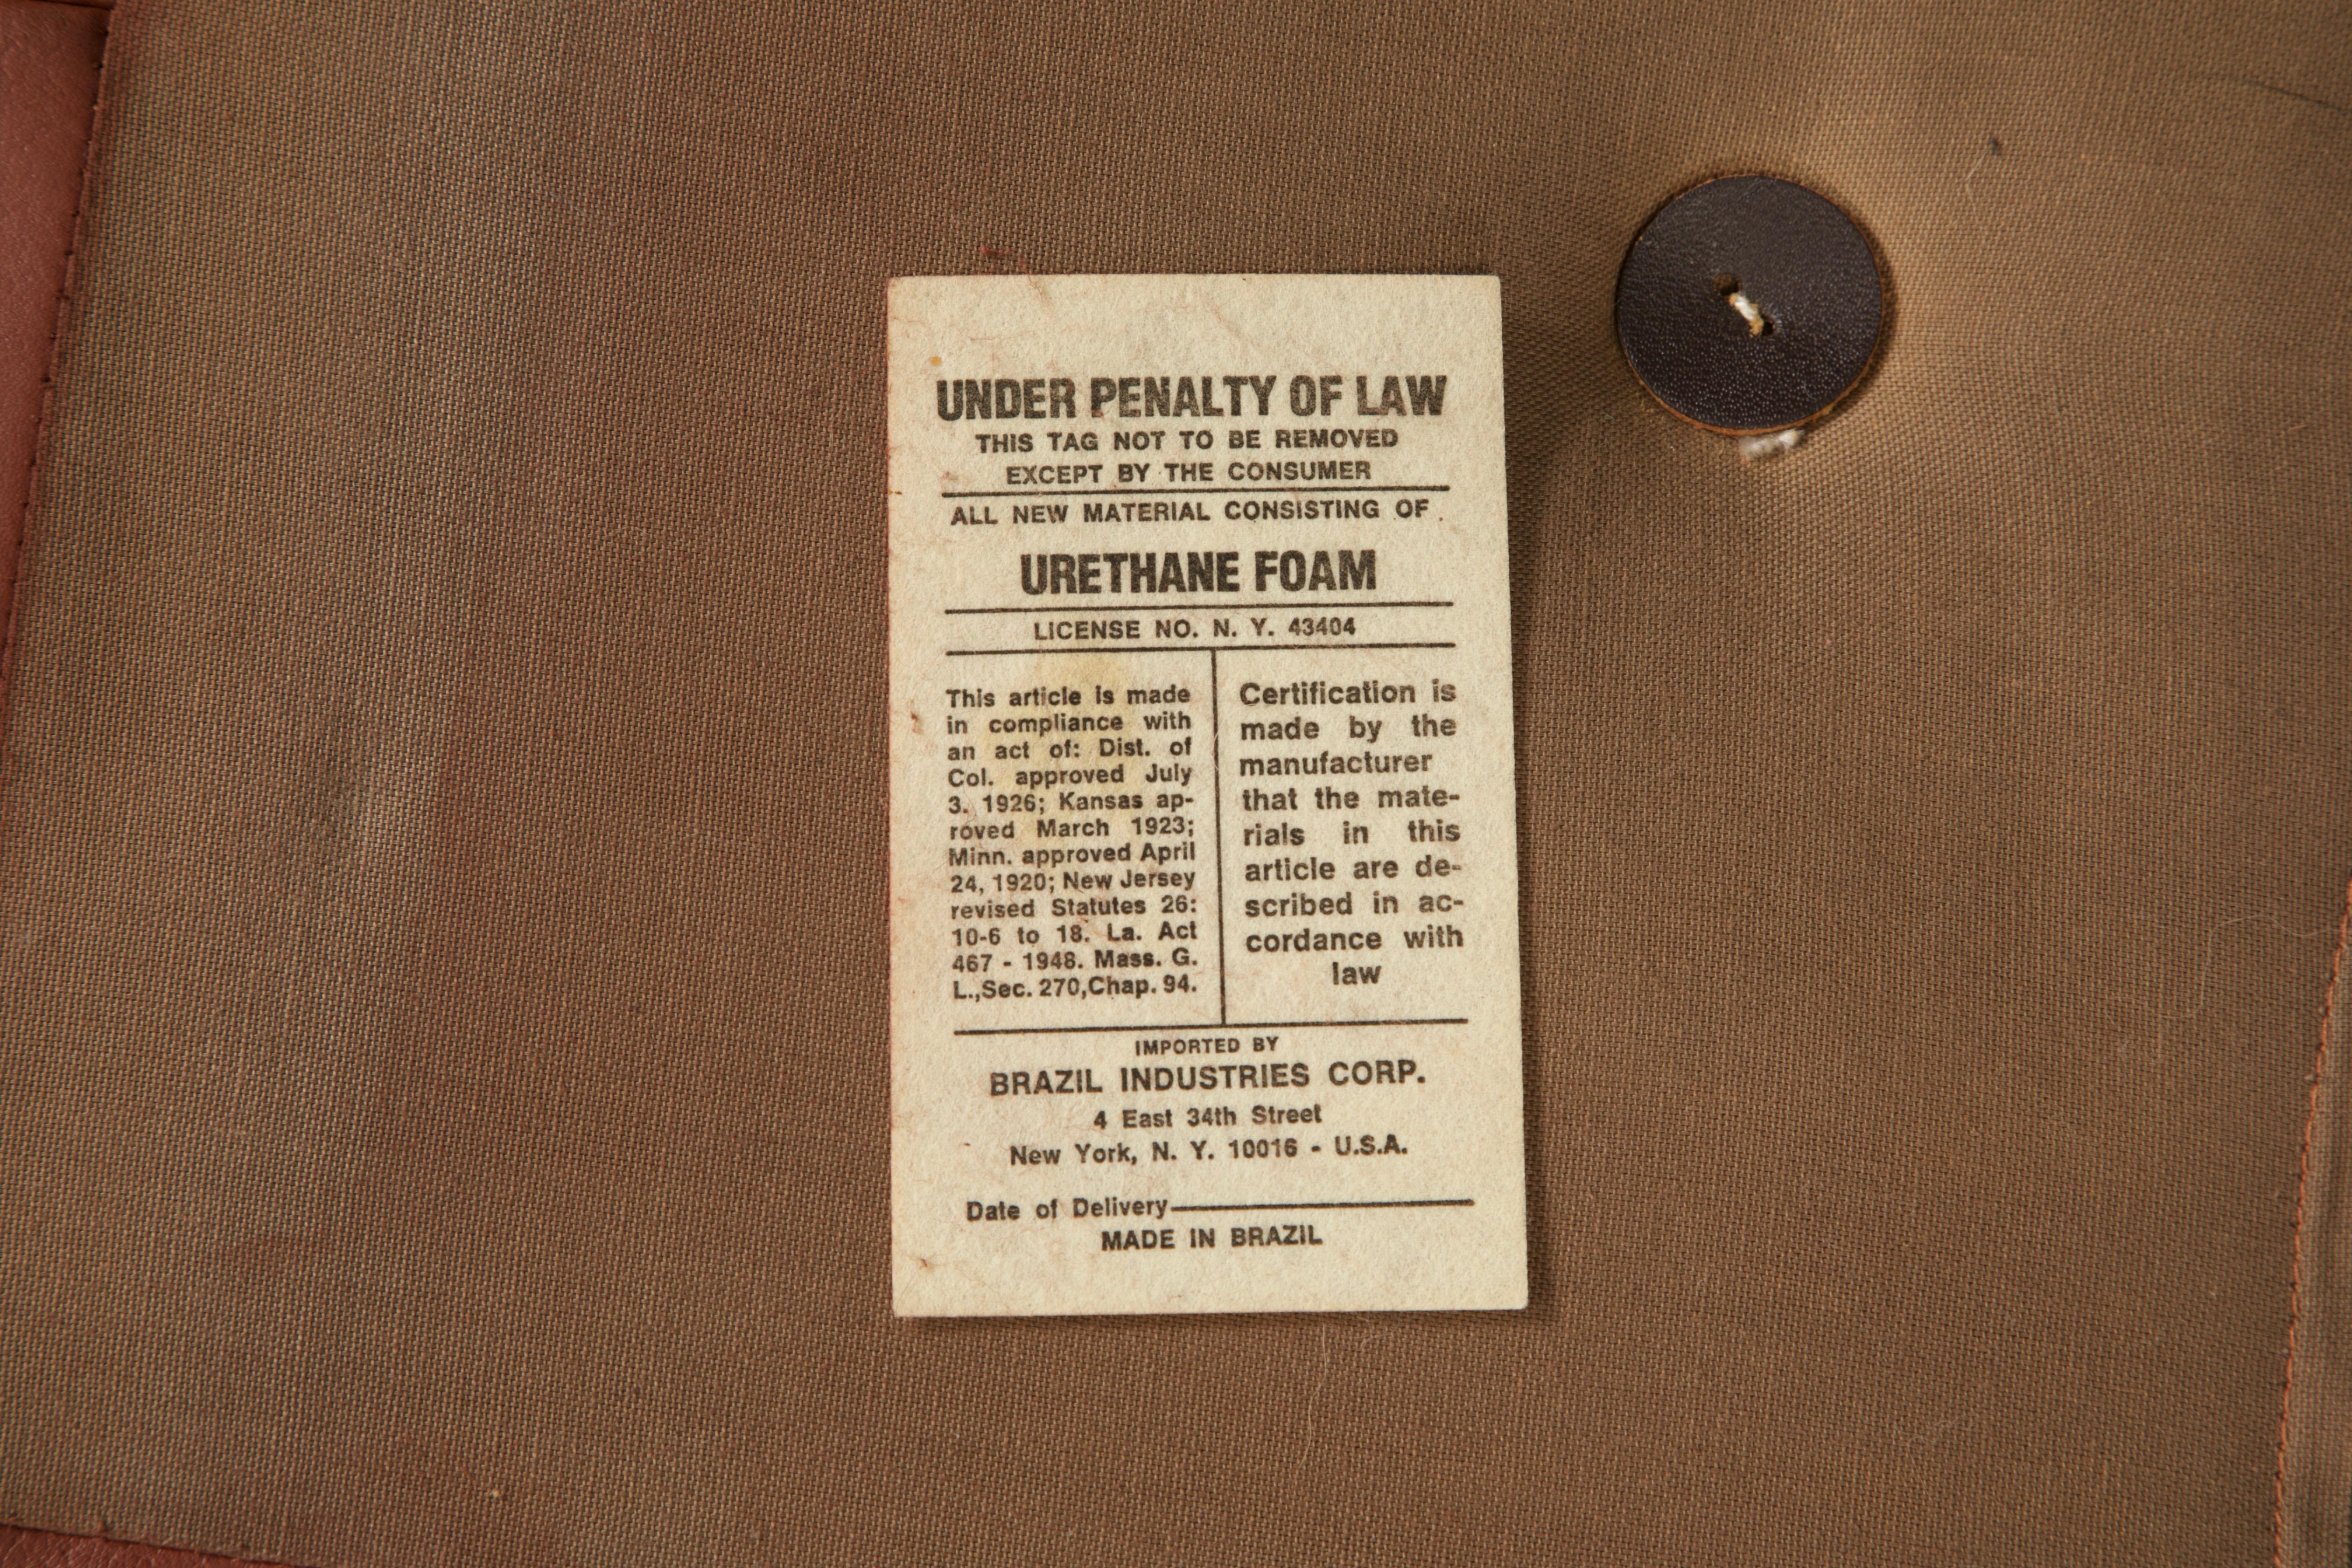 UNDER PENALTY OF LAW
THIS TAG NOT TO BE REMOVED
EXCEPT BY THE CONSUMER
ALL NEW MATERIAL CONSISTING OF
URETHANE FOAM
LICENSE NO. N. Y. 43404
This article is made
in compliance with
an act of: Dist. of
Col. approved July
3. 1926; Kansas ap-
roved March 1923;
Minn. approved April
24, 1920; New Jersey
revised Statutes 26:
10-6 to 18. La. Act
467 - 1948. Mass. G.
L.,Sec. 270,Chap. 94.
Certification is
made by the
manufacturer
that the mate-
rials in this
article are de-
scribed in ac-
cordance with
law
IMPORTED BY
BRAZIL INDUSTRIES CORP.
4 East 34th Street
New York, N. Y. 10016 - U.S.A.
Date of Delivery
MADE IN BRAZIL